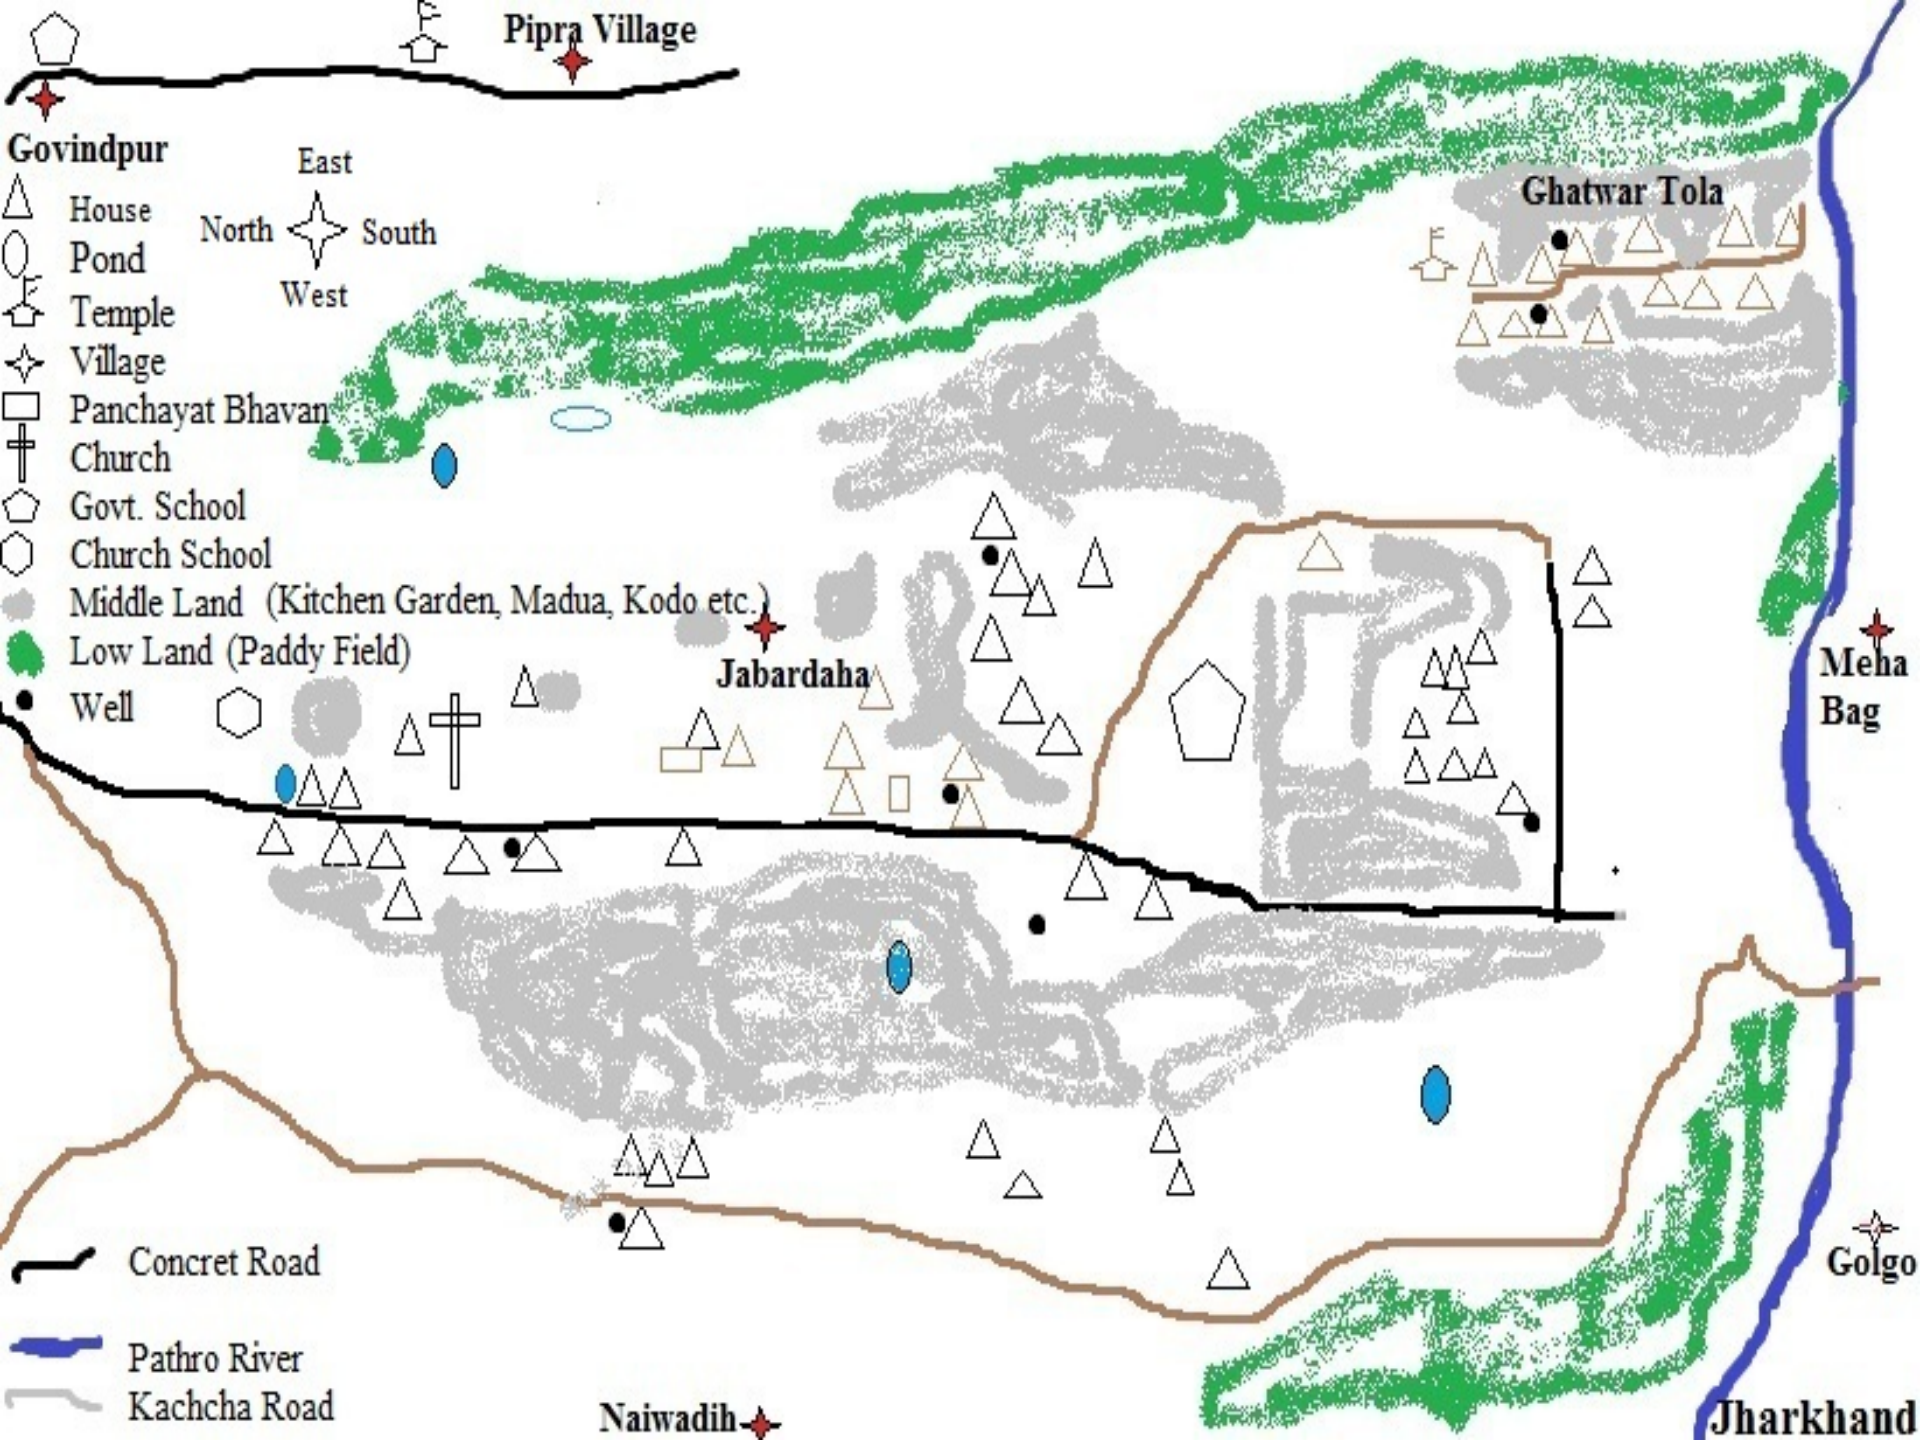 Pipra Village
Govindpur
East
North
South
West
House
Pond
Temple
Village
Panchayat Bhavan
Church
Govt. School
Church School
Middle Land (Kitchen Garden, Madua, Kodo etc.)
Low Land (Paddy Field)
Well
Ghatwar Tola
Jabardaha
Meha
Bag
Golgo
Concret Road
Pathro River
Kachcha Road
Naiwadih
Jharkhand